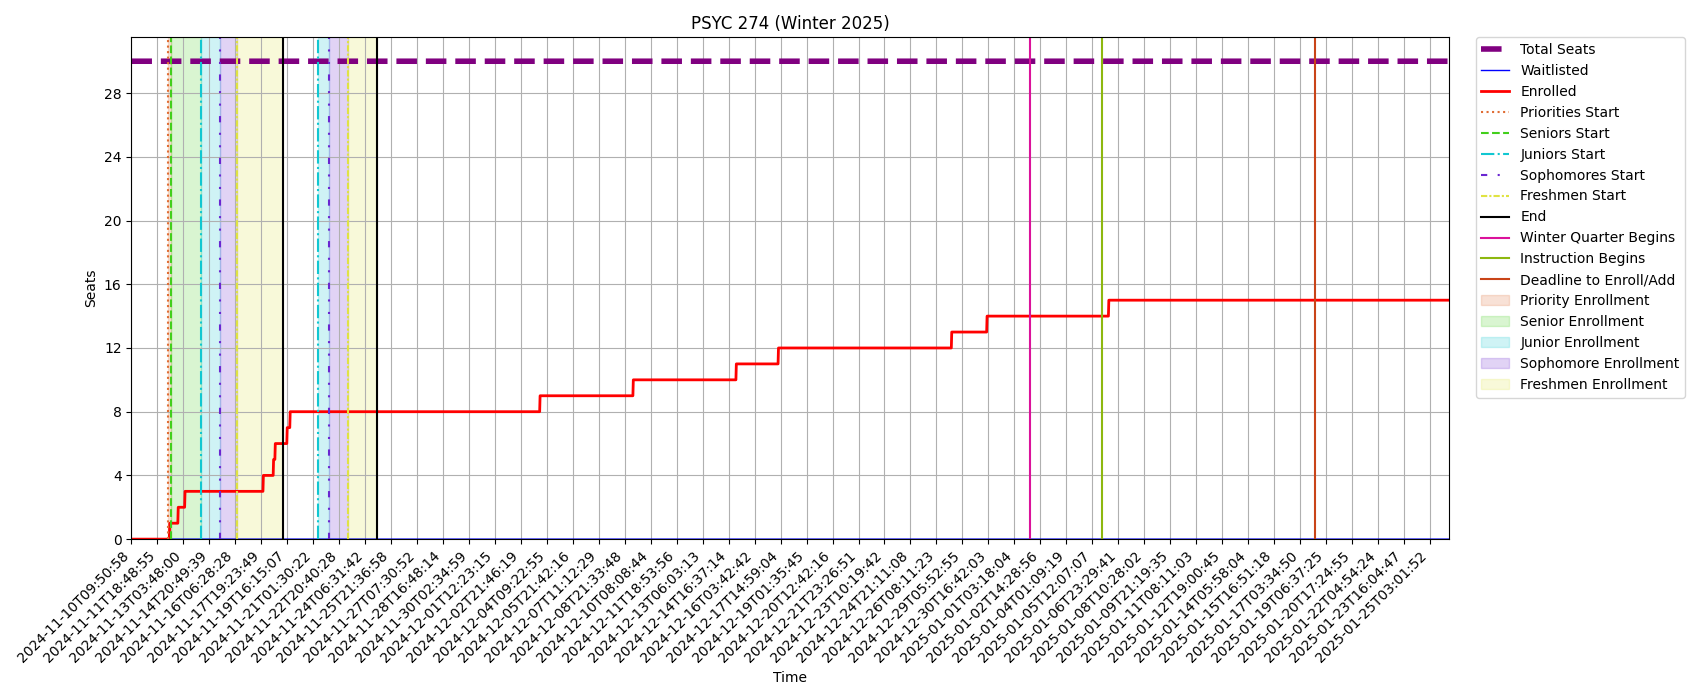 PSYC 274 (Winter 2025)
Seats
28
24
20
16
12
8
4
0
2024-11-10T09:50:58
2024-11-11T18:48:55
2024-11-13T03:48:00
2024-11-14T20:49:39
2024-11-16T06:28:28
2024-11-17T19:23:49
2024-11-19T16:15:07
2024-11-21T01:30:22
2024-11-22T20:40:28
2024-11-24T06:31:42
2024-11-25T21:36:58
2024-11-27T07:30:52
2024-11-28T16:48:14
2024-11-30T02:34:59
2024-12-01T12:23:15
2024-12-02T21:46:19
2024-12-04T09:22:55
2024-12-05T21:42:16
2024-12-07T11:12:29
2024-12-08T21:33:48
2024-12-10T08:08:44
2024-12-11T18:53:56
2024-12-13T06:03:13
2024-12-14T16:37:14
2024-12-16T03:42:42
2024-12-17T14:59:04
2024-12-19T01:35:45
2024-12-20T12:42:16
2024-12-21T23:26:51
2024-12-23T10:19:42
2024-12-24T21:11:08
2024-12-26T08:11:23
2024-12-29T05:52:55
2024-12-30T16:42:03
2025-01-01T03:18:04
2025-01-02T14:28:56
2025-01-04T01:09:19
2025-01-05T12:07:07
2025-01-06T23:29:41
2025-01-08T10:28:02
2025-01-09T21:19:35
2025-01-11T08:11:03
2025-01-12T19:00:45
2025-01-14T05:58:04
2025-01-15T16:51:18
2025-01-17T03:34:50
2025-01-19T06:37:25
2025-01-20T17:24:55
2025-01-22T04:54:24
2025-01-23T16:04:47
2025-01-25T03:01:52
Time
Total Seats
Waitlisted
Enrolled
Priorities Start
Seniors Start
Juniors Start
Sophomores Start
Freshmen Start
End
Winter Quarter Begins
Instruction Begins
Deadline to Enroll/Add
Priority Enrollment
Senior Enrollment
Junior Enrollment
Sophomore Enrollment
Freshmen Enrollment